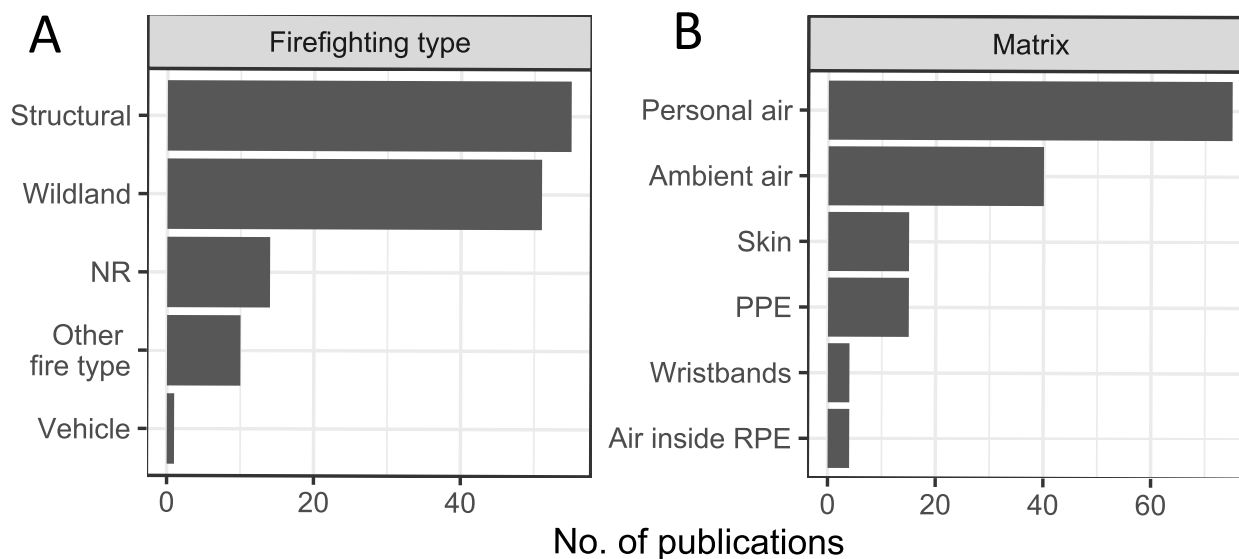 A
Firefighting type
Structural
Wildland
NR
Other
fire type
Vehicle
0 20 40
B
Matrix
Personal air
Ambient air
Skin
PPE
Wristbands
Air inside RPE
0 20 40 60
No. of publications